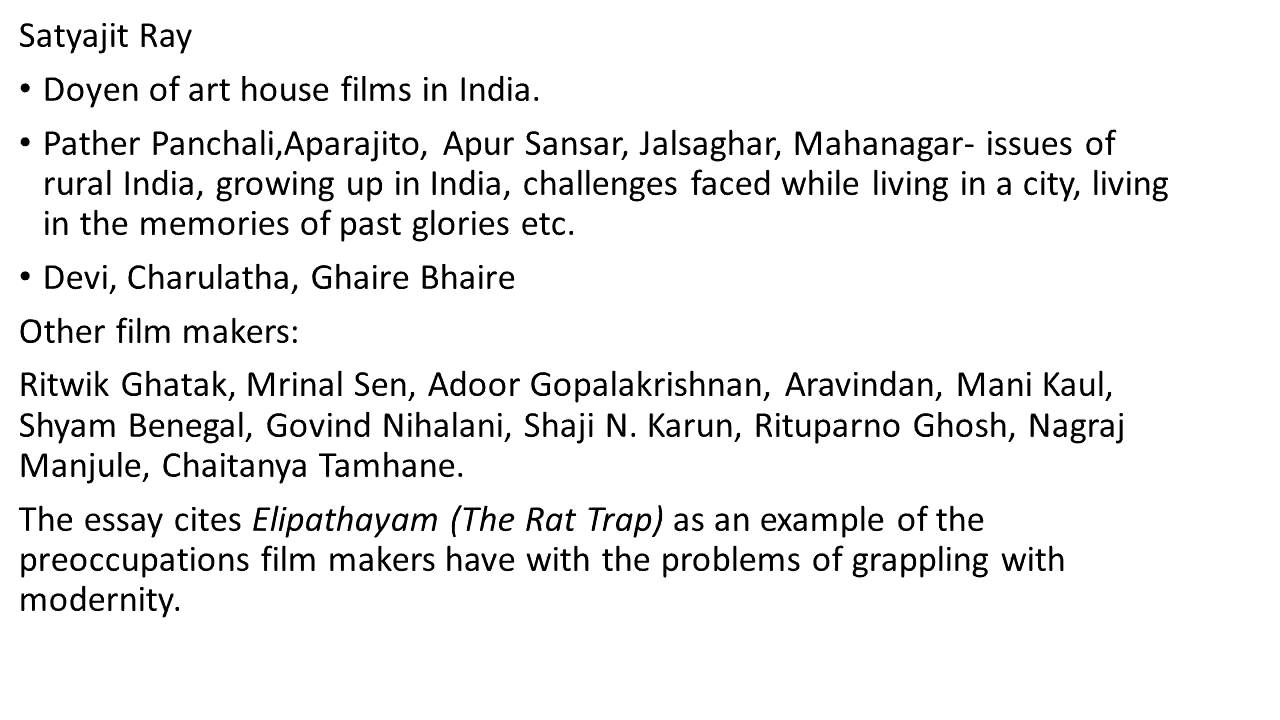 Satyajit Ray
• Doyen of art house films in India.
• Pather Panchali,Aparajito, Apur Sansar, Jalsaghar, Mahanagar- issues of
rural India, growing up in India, challenges faced while living in a city, living
in the memories of past glories etc.
• Devi, Charulatha, Ghaire Bhaire
Other film makers:
Ritwik Ghatak, Mrinal Sen, Adoor Gopalakrishnan, Aravindan, Mani Kaul,
Shyam Benegal, Govind Nihalani, Shaji N. Karun, Rituparno Ghosh, Nagraj
Manjule, Chaitanya Tamhane.
The essay cites Elipathayam (The Rat Trap) as an example of the
preoccupations film makers have with the problems of grappling with
modernity.